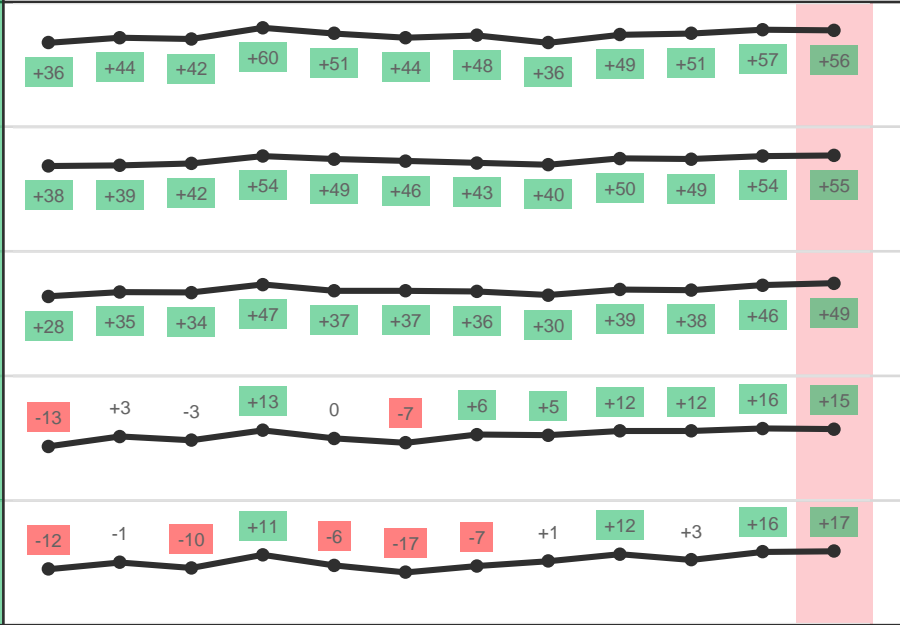 +36 +44 +42 +60 +51 +44 +48 +36 +49 +51 +57 +56
+38 +39 +42 +54 +49 +46 +43 +40 +50 +49 +54 +55
+28 +35 +34 +47 +37 +37 +36 +30 +39 +38 +46 +49
-13 +3 -3 +13 0 -7 +6 +5 +12 +12 +16 +15
-12 -1 -10 +11 -6 -17 -7 +1 +12 +3 +16 +17